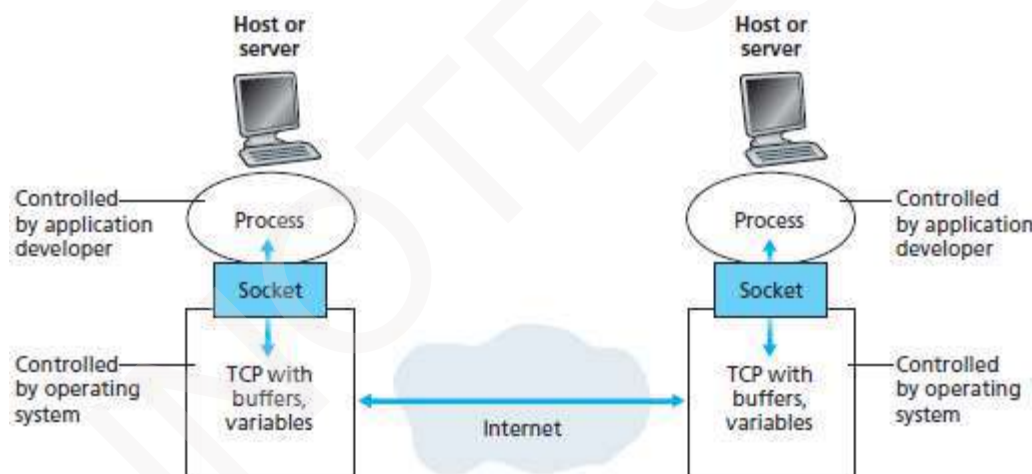 Host or
server
Host or
server
Controlled
by application
developer
Process
Process
Controlled
by application
developer
Socket
Socket
Controlled
by operating
system
TCP with
buffers,
variables
Internet
TCP with
buffers,
variables
Controlled
by operating
system